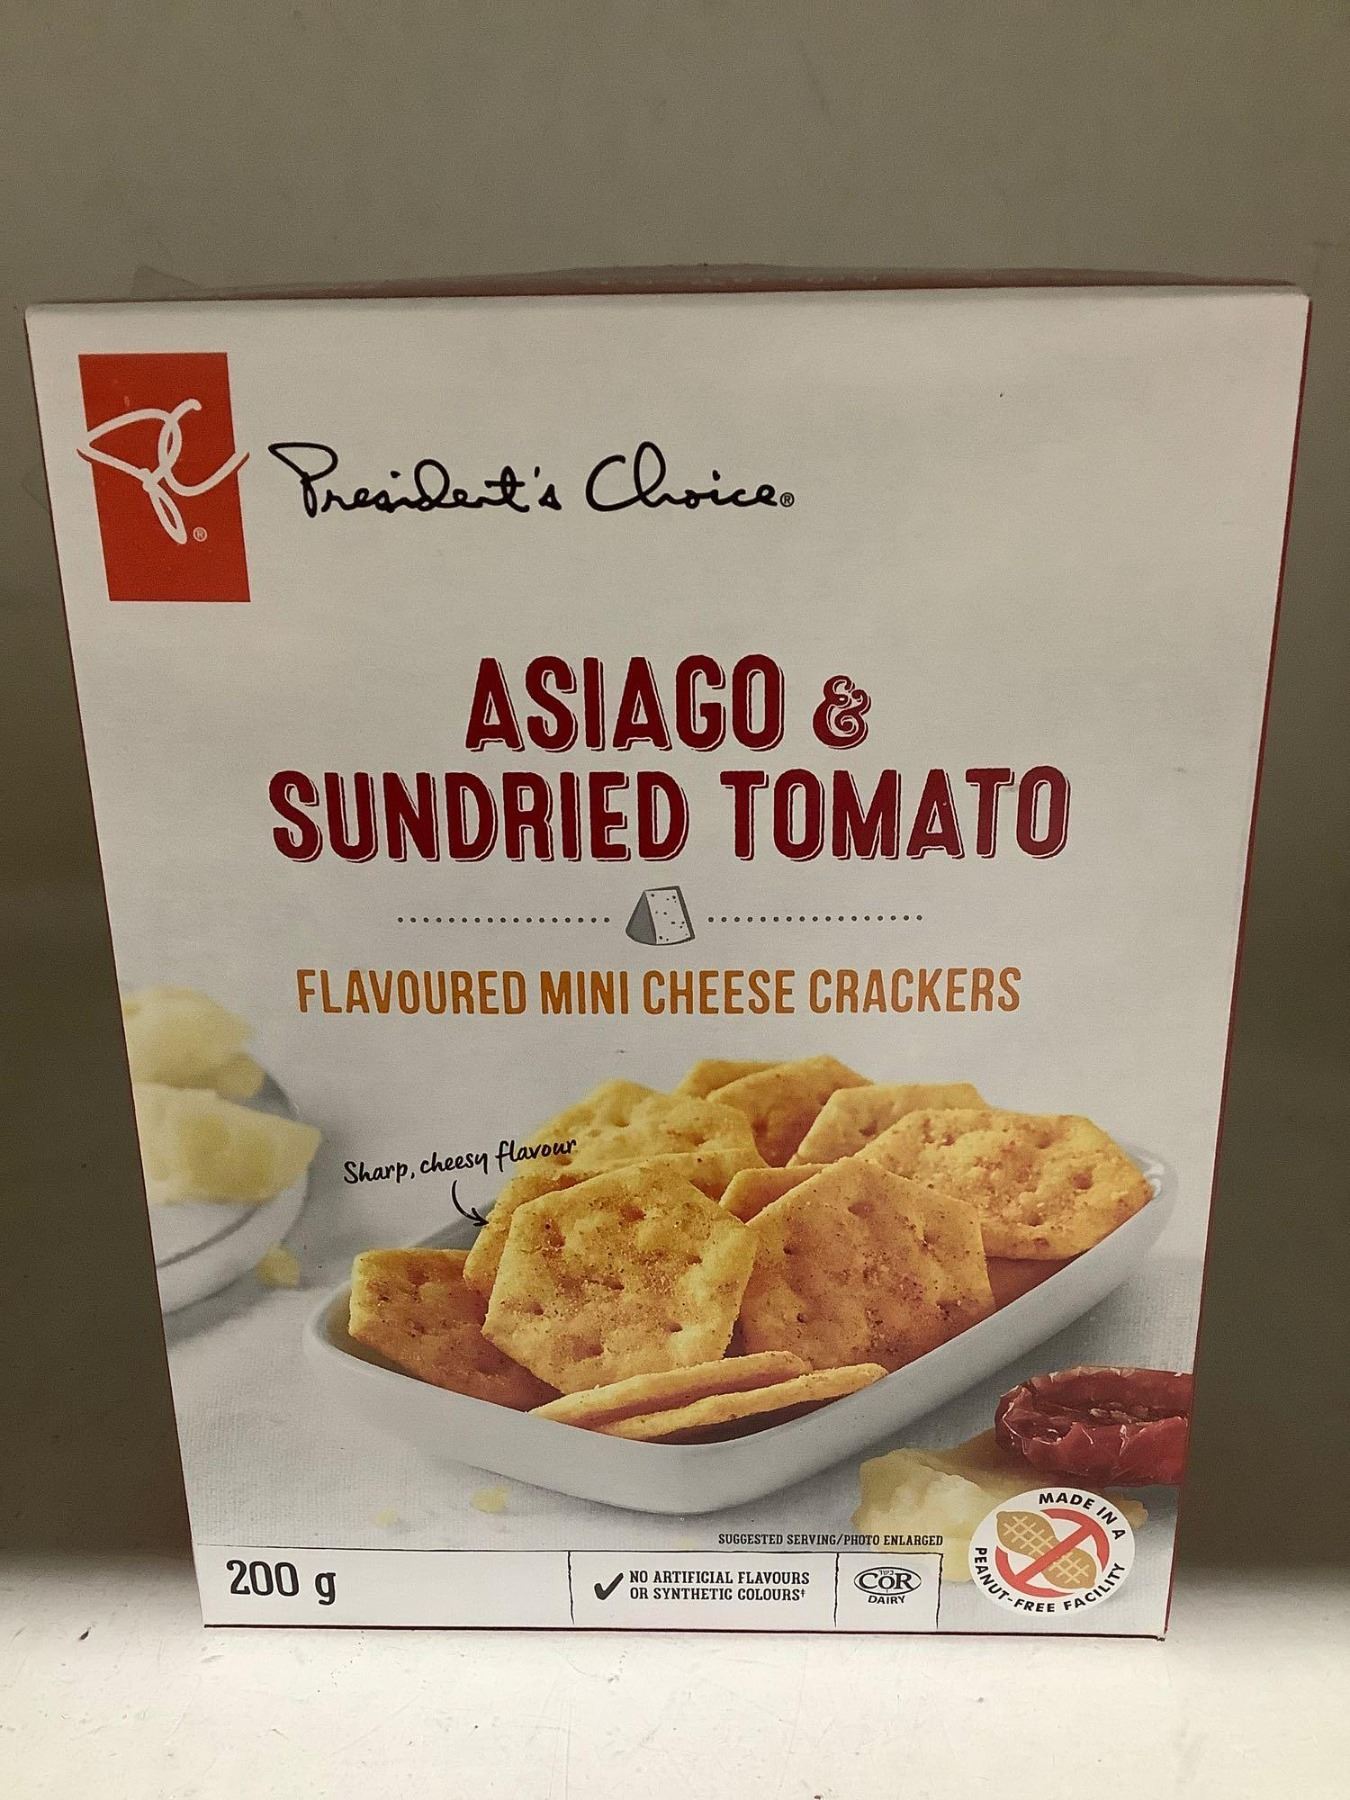 PC®
President's Choice®
ASIAGO &
SUNDRIED TOMATO
FLAVOURED MINI CHEESE CRACKERS
Sharp, cheesy flavour
SUGGESTED SERVING/PHOTO ENLARGED
200 g
NO ARTIFICIAL FLAVOURS
OR SYNTHETIC COLOURS‡
COR
DAIRY
MADE IN A
PEANUT-FREE FACILITY